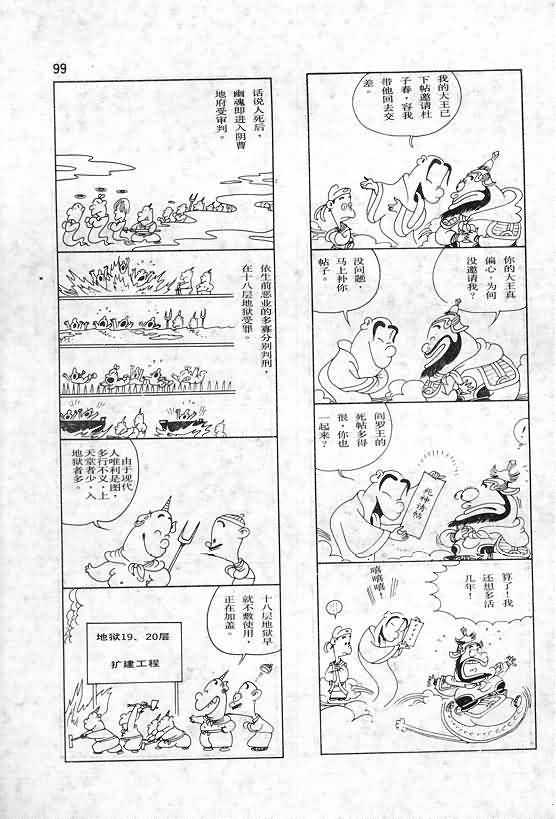 99
我的大王已
下帖邀请杜
子春，容我
带他回去交
差。
你的大王真
偏心，为何
没邀请我？
没问题，
马上补你
帖子。
阎罗王的
死帖多得
很，你也
一起来？
死神请帖
！
算了！我
还想多活
几年！
嘻嘻
嘻！
话说人死后，
幽魂即进入阴曹
地府受审判。
依生前恶业的多寡分别判刑，
在十八层地狱受罪。
由于现代
人唯利是图，
多行不义，上
天堂者少，入
地狱者多。
十八层地狱早
就不敷使用，
正在加盖。
地狱19、20层
扩建工程